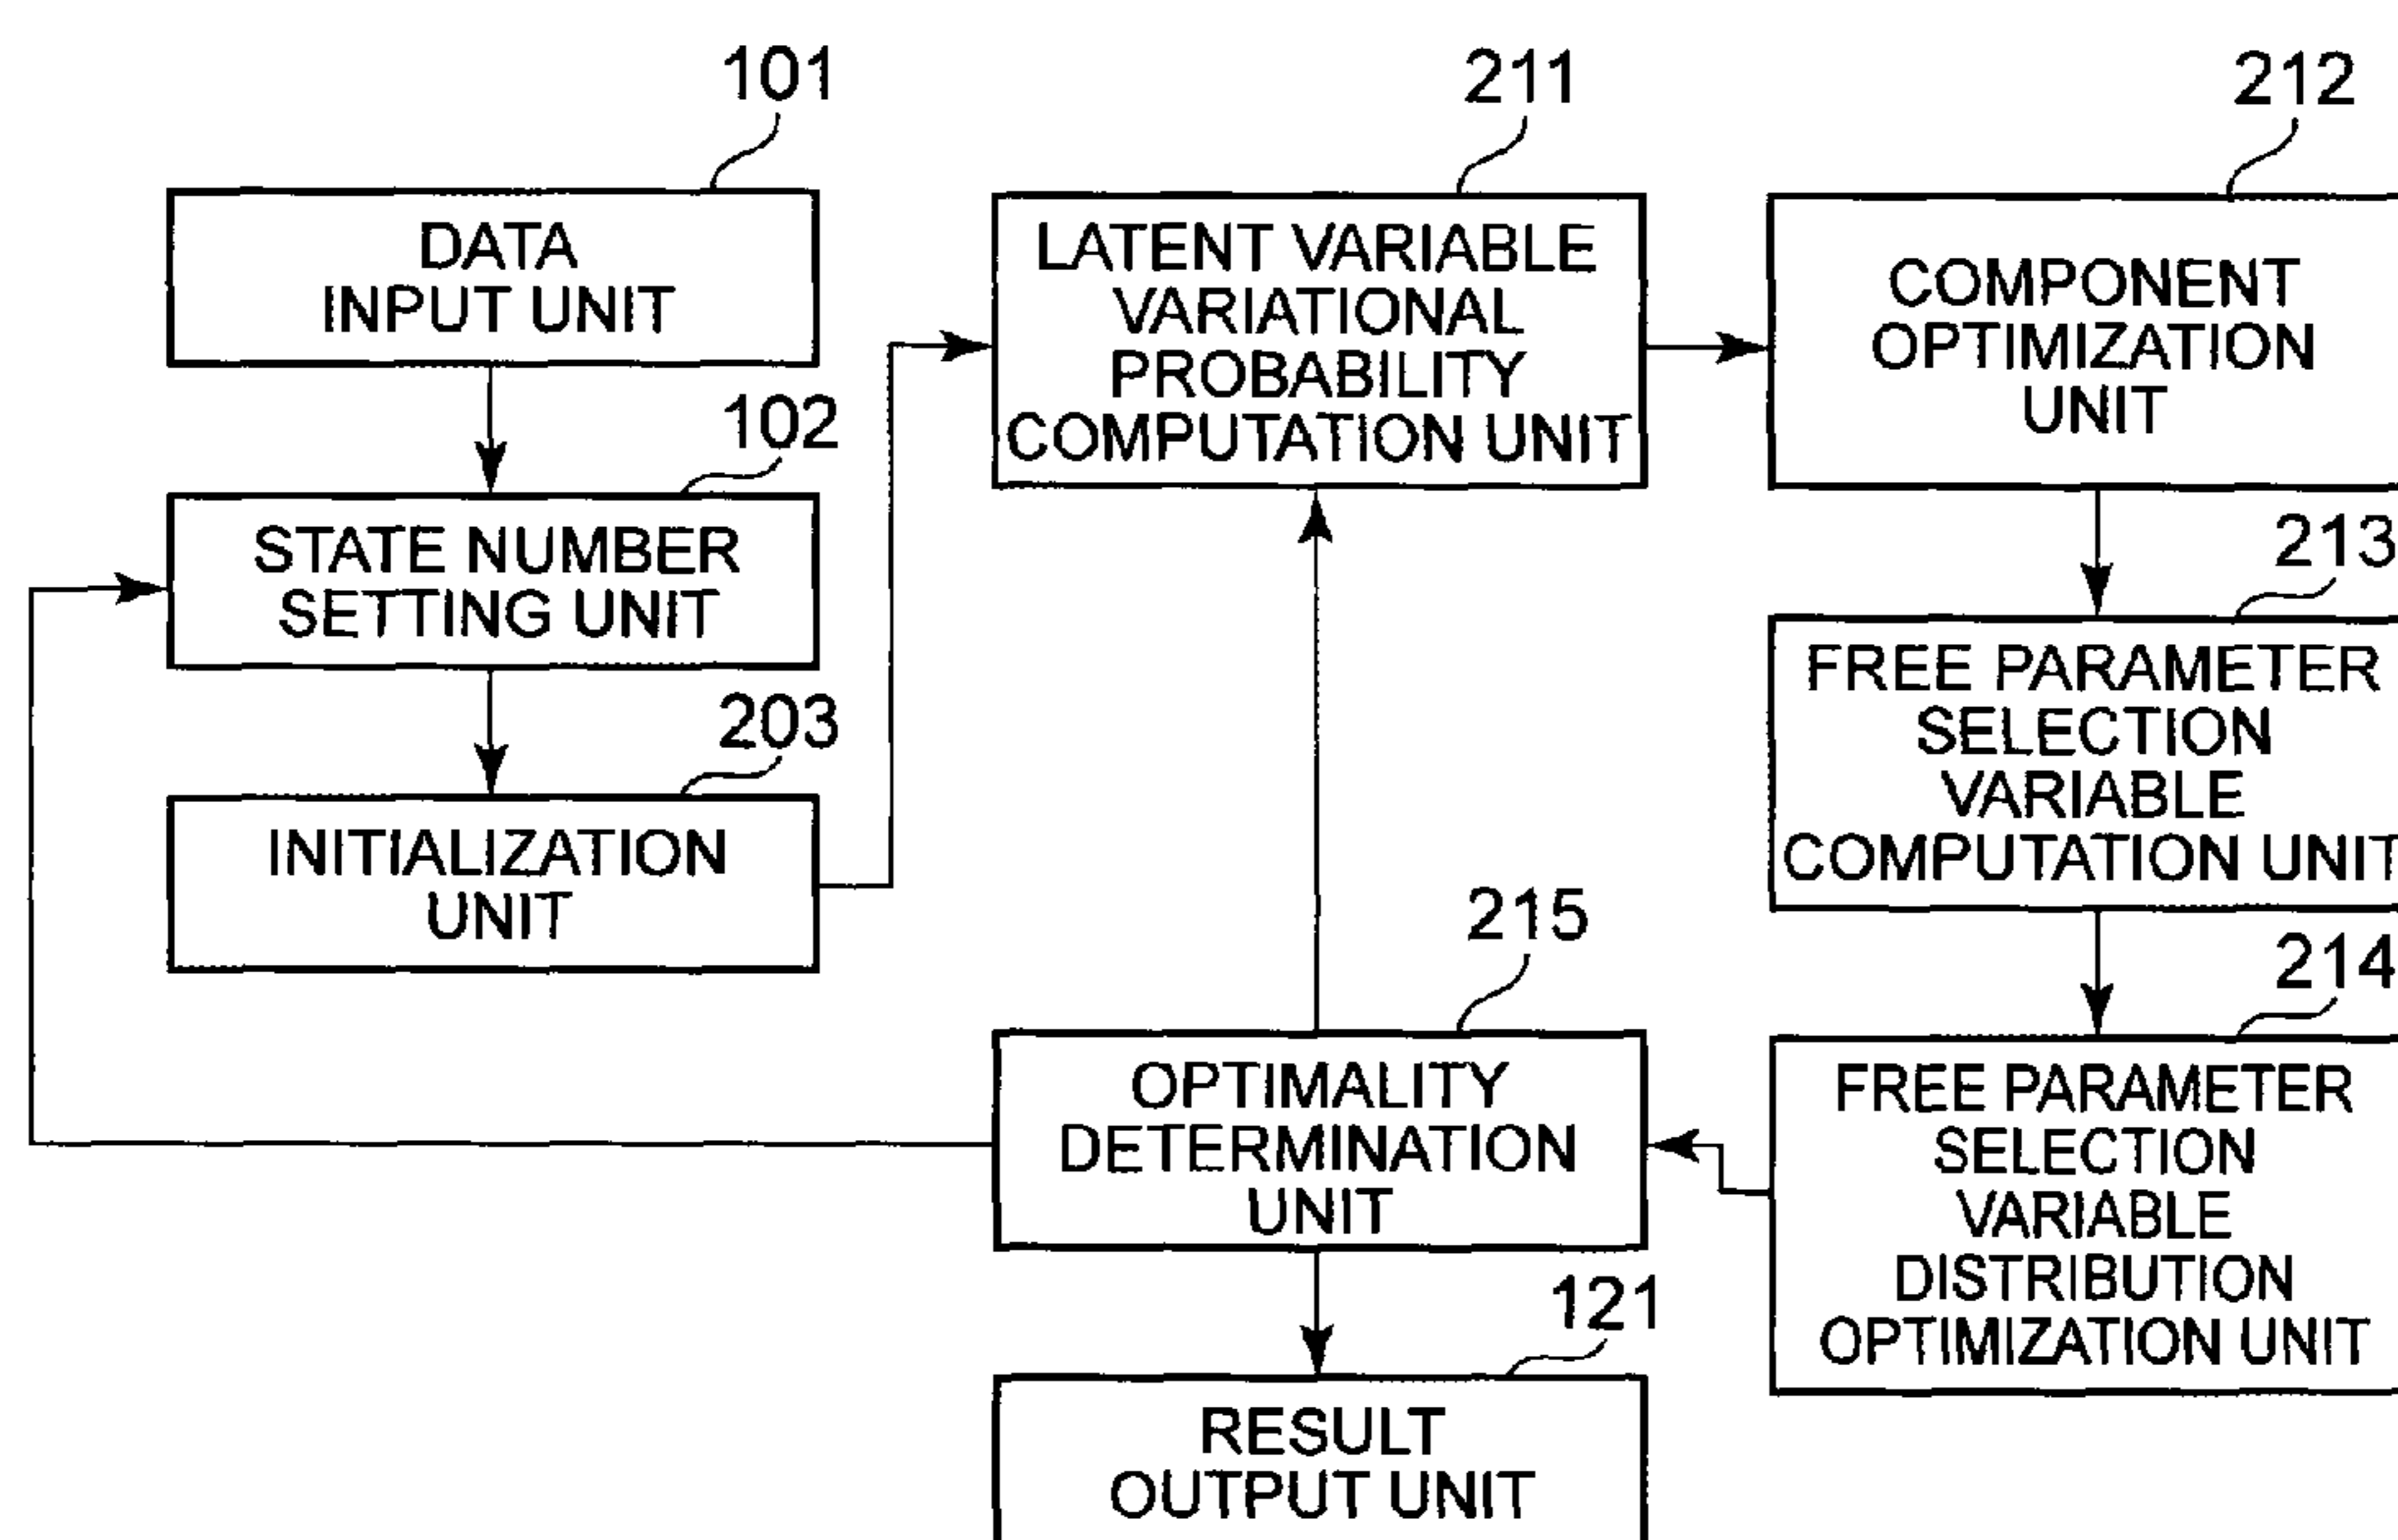 101
DATA
INPUT UNIT
102
STATE NUMBER
SETTING UNIT
203
INITIALIZATION
UNIT
211
LATENT VARIABLE
VARIATIONAL
PROBABILITY
COMPUTATION UNIT
212
COMPONENT
OPTIMIZATION
UNIT
213
FREE PARAMETER
SELECTION
VARIABLE
COMPUTATION UNIT
214
FREE PARAMETER
SELECTION
VARIABLE
DISTRIBUTION
OPTIMIZATION UNIT
215
OPTIMALITY
DETERMINATION
UNIT
121
RESULT
OUTPUT UNIT